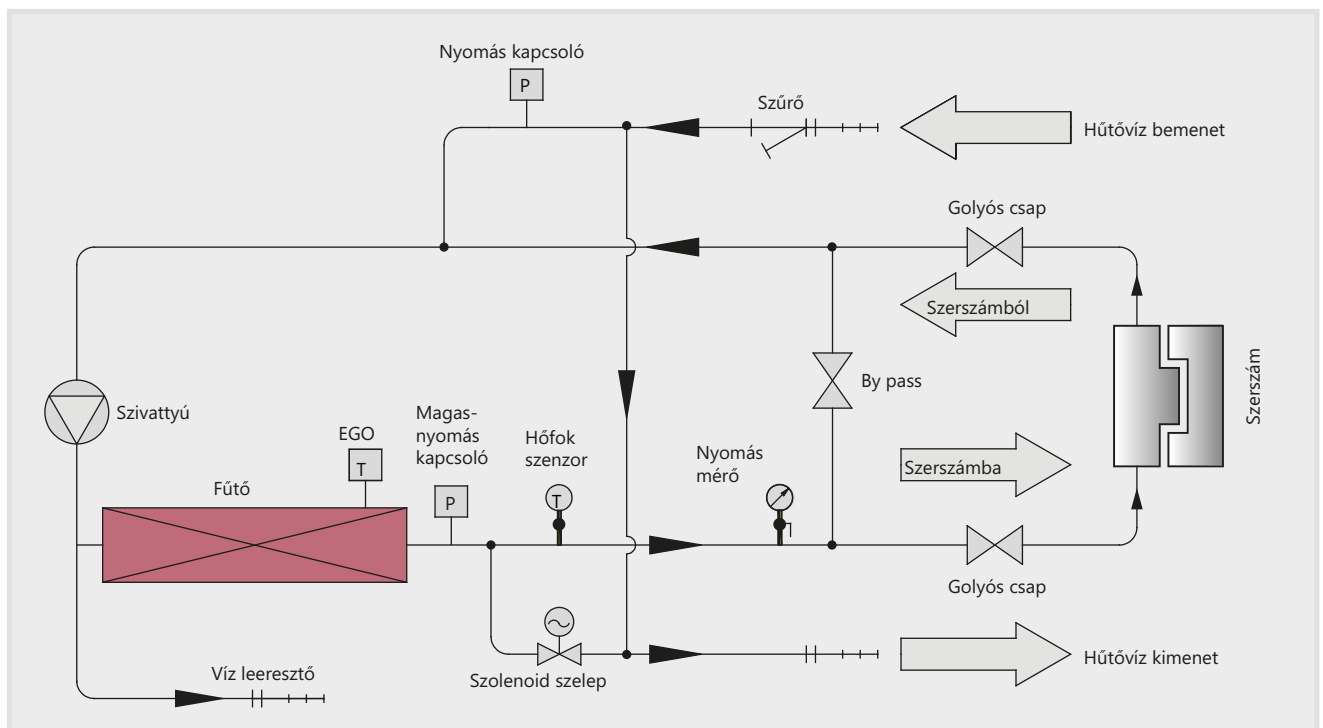 Nyomás kapcsoló
P
Szűrő
Hűtővíz bemenet
Golyós csap
Szerszámból
By pass
Szerszám
Szivattyú
EGO
T
Magas-
nyomás
kapcsoló
P
Hőfok
szenzor
T
Nyomás
mérő
Szerszámba
Fűtő
Golyós csap
Víz leeresztő
Szolenoid szelep
Hűtővíz kimenet